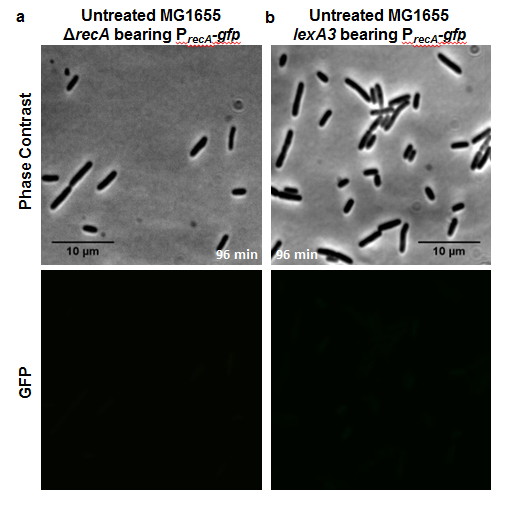 a
Untreated MG1655
ΔrecA bearing PrecA-gfp
b
Untreated MG1655
lexA3 bearing PrecA-gfp
Phase Contrast
10 µm
96 min
96 min
10 µm
GFP